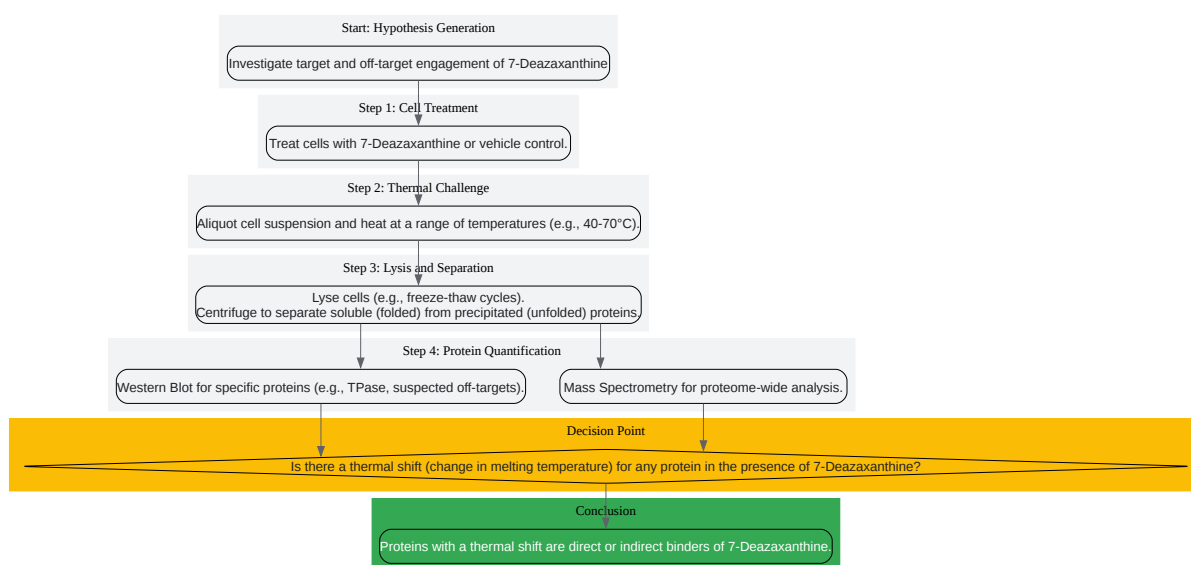 Start: Hypothesis Generation
Investigate target and off-target engagement of 7-Deazaxanthine
Step 1: Cell Treatment
Treat cells with 7-Deazaxanthine or vehicle control.
Step 2: Thermal Challenge
Aliquot cell suspension and heat at a range of temperatures (e.g., 40-70°C).
Step 3: Lysis and Separation
Lyse cells (e.g., freeze-thaw cycles).
Centrifuge to separate soluble (folded) from precipitated (unfolded) proteins.
Step 4: Protein Quantification
Western Blot for specific proteins (e.g., TPase, suspected off-targets).
Mass Spectrometry for proteome-wide analysis.
Decision Point
Is there a thermal shift (change in melting temperature) for any protein in the presence of 7-Deazaxanthine?
Conclusion
Proteins with a thermal shift are direct or indirect binders of 7-Deazaxanthine.